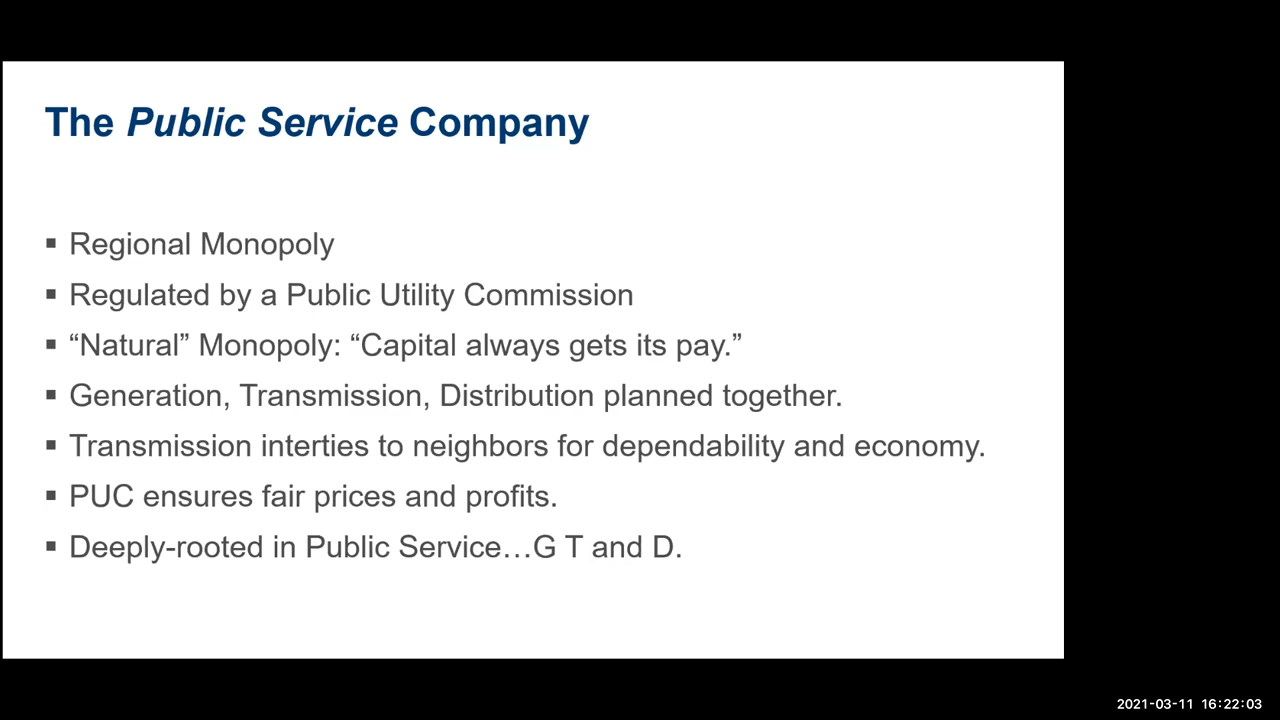 The Public Service Company
▪ Regional Monopoly
▪ Regulated by a Public Utility Commission
▪ “Natural” Monopoly: “Capital always gets its pay.”
▪ Generation, Transmission, Distribution planned together.
▪ Transmission interties to neighbors for dependability and economy.
▪ PUC ensures fair prices and profits.
▪ Deeply-rooted in Public Service…G T and D.
2021-03-11 16:22:03